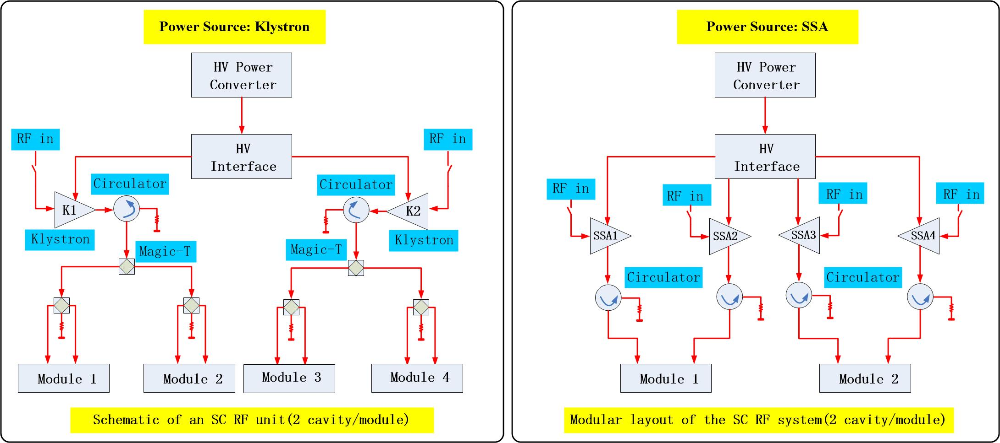 Power Source: Klystron
HV Power
Converter
RF in
RF in
HV
Interface
Circulator
Circulator
K1
K2
Klystron
Klystron
Magic-T
Magic-T
Module 1
Module 2
Module 3
Module 4
Schematic of an SC RF unit(2 cavity/module)
Power Source: SSA
HV Power
Converter
HV
Interface
RF in
RF in
RF in
RF in
SSA1
SSA2
SSA3
SSA4
Circulator
Circulator
Module 1
Module 2
Modular layout of the SC RF system(2 cavity/module)